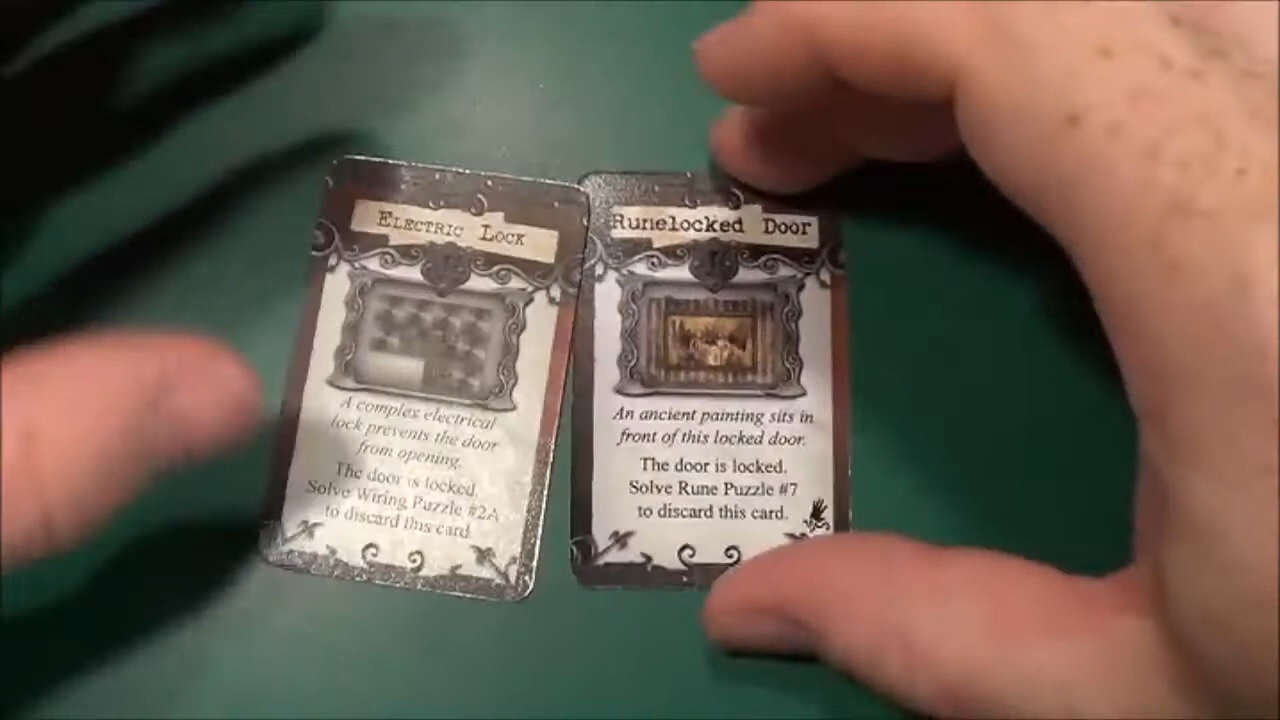 Electric Lock
A complex electrical
lock prevents the door
from opening.
The door is locked.
Solve Wiring Puzzle #2A
to discard this card.
Runelocked Door
An ancient painting sits in
front of this locked door.
The door is locked.
Solve Rune Puzzle #7
to discard this card.